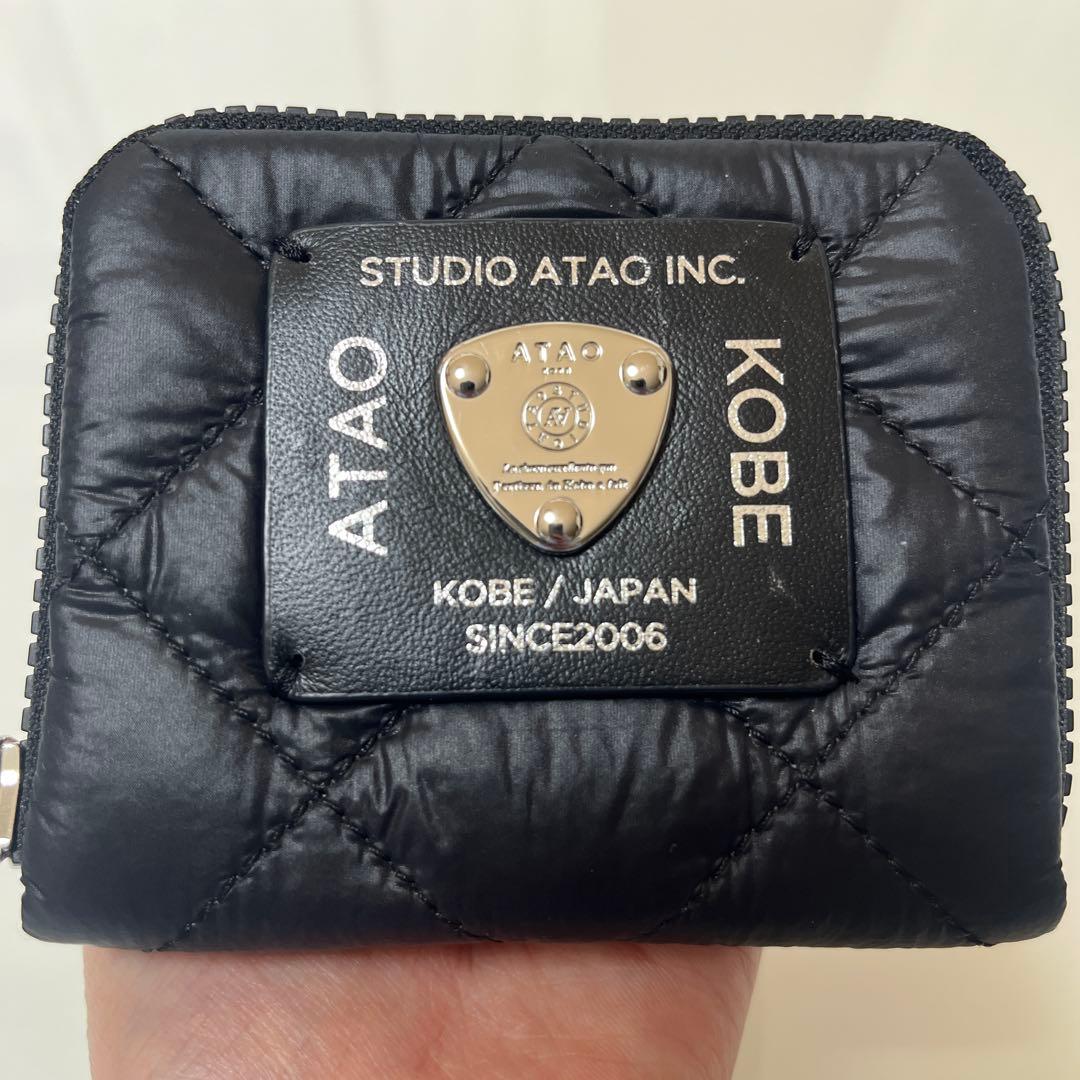 STUDIO ATAO INC.
ATAO
ATAO
KOBE
KOBE / JAPAN
SINCE2006